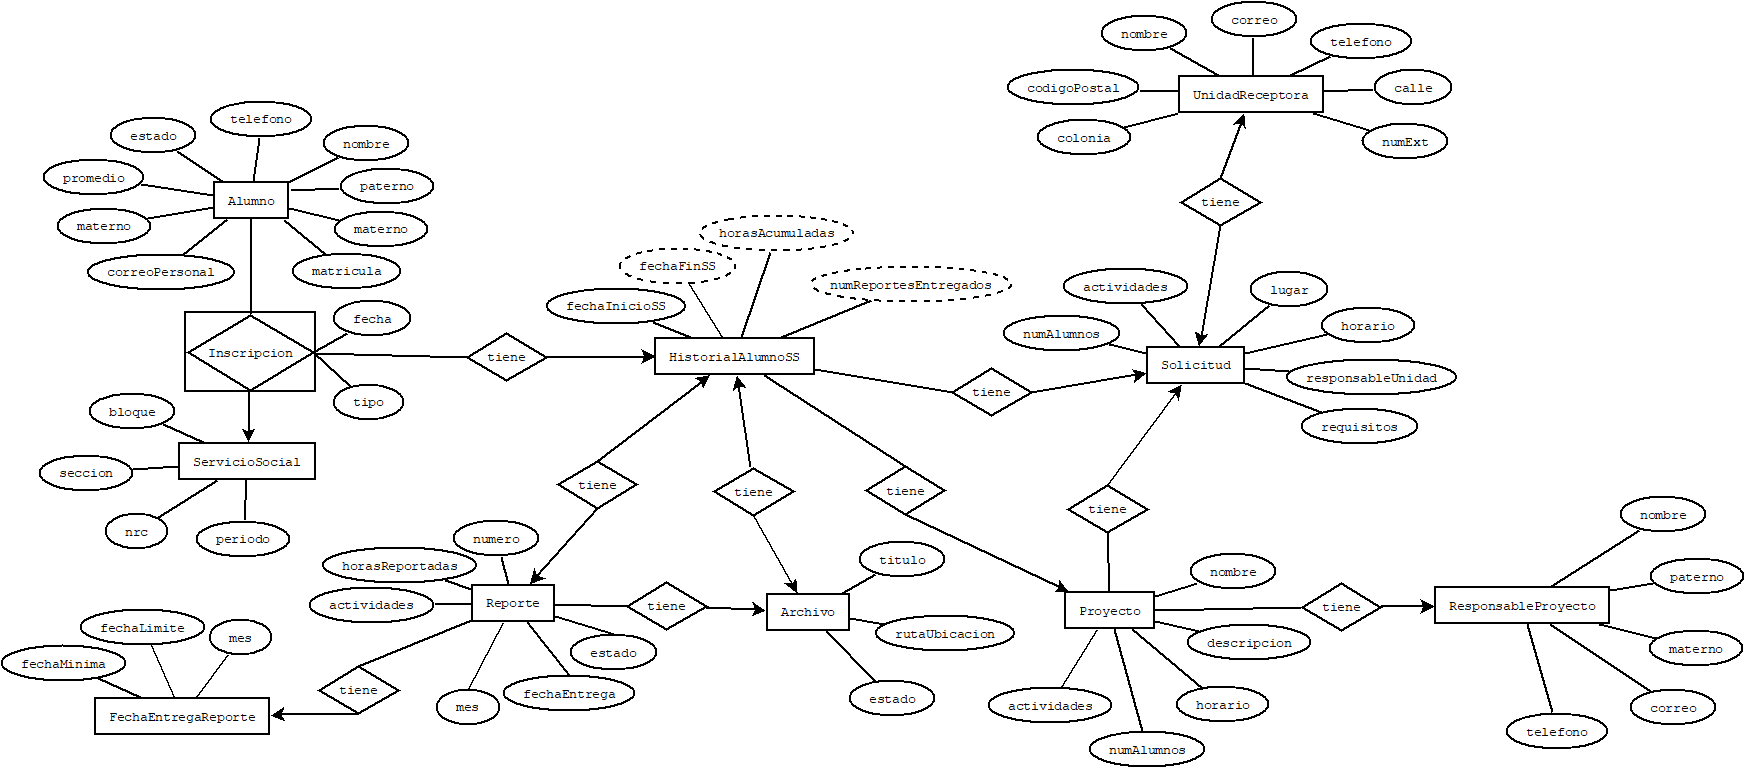 correo
nombre
telefono
codigoPostal
UnidadReceptora
calle
colonia
numExt
tiene
telefono
estado
nombre
promedio
paterno
Alumno
materno
materno
correoPersonal
matricula
horasAcumuladas
fechaFinSS
numReportesEntregados
fechaInicioSS
actividades
lugar
numAlumnos
horario
Solicitud
responsableUnidad
requisitos
fecha
Inscripcion
tiene
HistorialAlumnoSS
tiene
tipo
bloque
ServicioSocial
seccion
nrc
periodo
tiene
tiene
tiene
tiene
numero
horasReportadas
actividades
Reporte
tiene
titulo
Archivo
rutaUbicacion
estado
estado
fechaEntrega
mes
fechaLimite
mes
fechaMinima
tiene
FechaEntregaReporte
nombre
Proyecto
descripcion
actividades
horario
numAlumnos
tiene
nombre
paterno
ResponsableProyecto
materno
correo
telefono